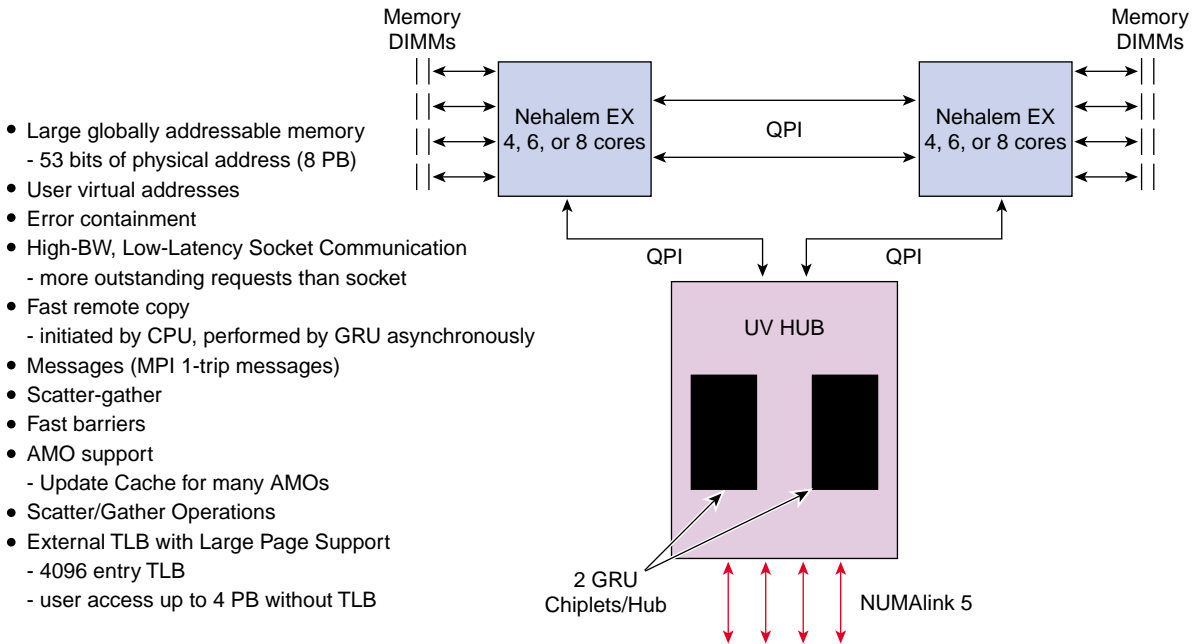 Memory
DIMMs
Memory
DIMMs
Nehalem EX
4, 6, or 8 cores
QPI
Nehalem EX
4, 6, or 8 cores
• Large globally addressable memory
- 53 bits of physical address (8 PB)
• User virtual addresses
• Error containment
• High-BW, Low-Latency Socket Communication
- more outstanding requests than socket
• Fast remote copy
- initiated by CPU, performed by GRU asynchronously
• Messages (MPI 1-trip messages)
• Scatter-gather
• Fast barriers
• AMO support
- Update Cache for many AMOs
• Scatter/Gather Operations
• External TLB with Large Page Support
- 4096 entry TLB
- user access up to 4 PB without TLB
QPI
QPI
UV HUB
2 GRU
Chiplets/Hub
NUMAlink 5